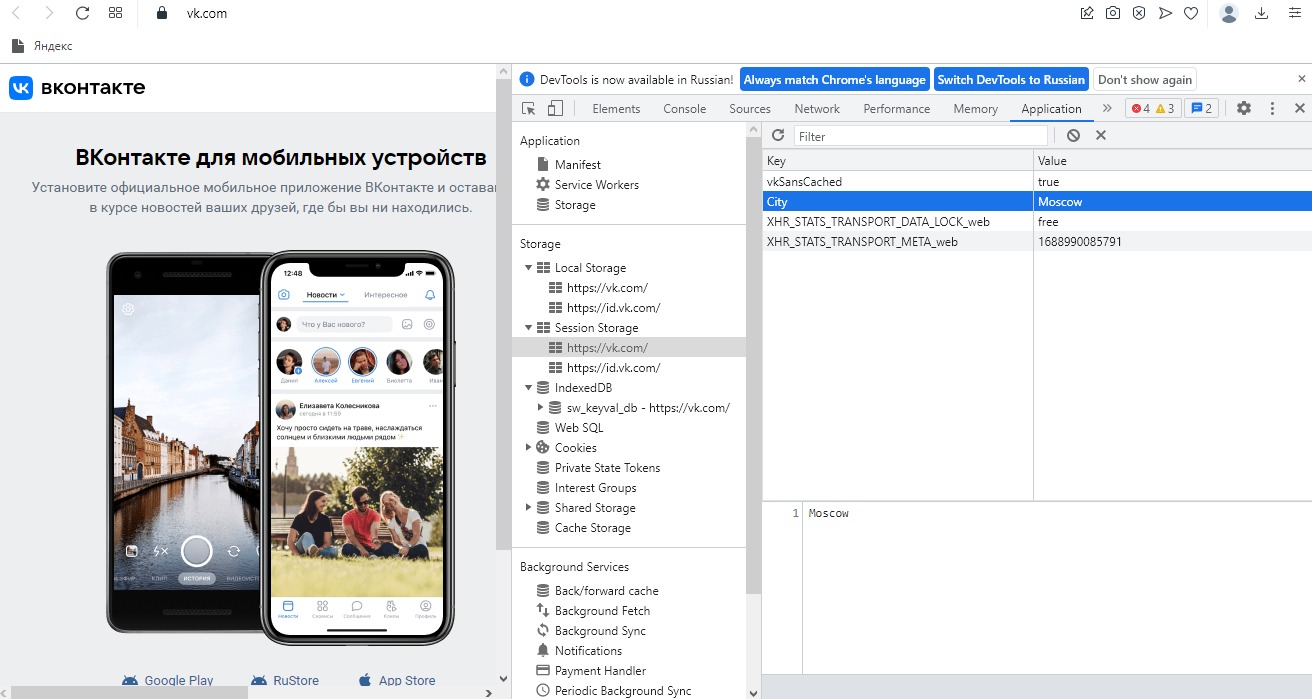 vk.com
Яндекс
вконтакте
ВКонтакте для мобильных устройств
Установите официальное мобильное приложение ВКонтакте и остава
в курсе новостей ваших друзей, где бы вы ни находились.
12:48
Новости
Интересное
Что у Вас нового?
Алексей
Евгений
Виолетта
Иван
Елизавета Колесникова
сегодня в 11:59
Хочу просто сидеть на траве, наслаждаться
солнцем и близкими людьми рядом
КЛИП
ИСТОРИЯ
Новости
Сервисы
Сообщения
Клипы
Профиль
Google Play
RuStore
App Store
DevTools is now available in Russian!
Always match Chrome's language
Switch DevTools to Russian
Don't show again
Elements
Console
Sources
Network
Performance
Memory
Application
4
3
2
Application
Manifest
Service Workers
Storage
Storage
Local Storage
https://vk.com/
https://id.vk.com/
Session Storage
https://vk.com/
https://id.vk.com/
IndexedDB
sw_keyval_db - https://vk.com/
Web SQL
Cookies
Private State Tokens
Interest Groups
Shared Storage
Cache Storage
Background Services
Back/forward cache
Background Fetch
Background Sync
Notifications
Payment Handler
Periodic Background Sync
Filter
Key Value
vkSansCached true
City Moscow
XHR_STATS_TRANSPORT_DATA_LOCK_web free
XHR_STATS_TRANSPORT_META_web 1688990085791
1 Moscow